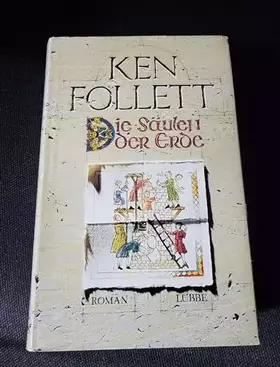 KEN
FOLLETT
Die Säulen
der Erde
ROMAN LÜBBE